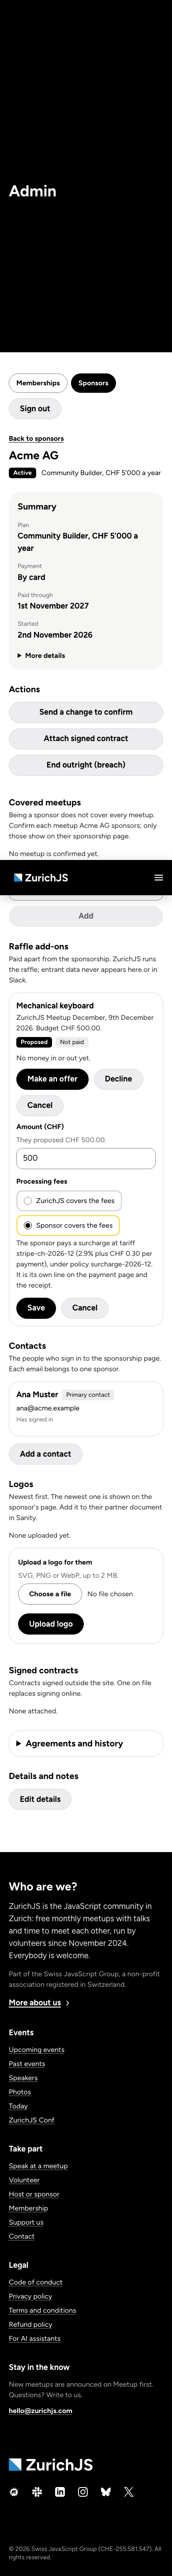 Admin
Memberships
Sponsors
Sign out
Back to sponsors
Acme AG
Active
Community Builder, CHF 5'000 a year
Summary
Plan
Community Builder, CHF 5'000 a
year
Payment
By card
Paid through
1st November 2027
Started
2nd November 2026
More details
Actions
Send a change to confirm
Attach signed contract
End outright (breach)
Covered meetups
Being a sponsor does not cover every meetup.
Confirm each meetup Acme AG sponsors; only
those show on their sponsorship page.
No meetup is confirmed yet.
ZurichJS
Add
Raffle add-ons
Paid apart from the sponsorship. ZurichJS runs
the raffle; entrant data never appears here or in
Slack.
Mechanical keyboard
ZurichJS Meetup December, 9th December
2026. Budget CHF 500.00.
Proposed
Not paid
No money in or out yet.
Make an offer
Decline
Cancel
Amount (CHF)
They proposed CHF 500.00.
500
Processing fees
ZurichJS covers the fees
Sponsor covers the fees
The sponsor pays a surcharge at tariff
stripe-ch-2026-12 (2.9% plus CHF 0.30 per
payment), under policy surcharge-2026-12.
It is its own line on the payment page and
the receipt.
Save
Cancel
Contacts
The people who sign in to the sponsorship page.
Each email belongs to one sponsor.
Ana Muster
Primary contact
ana@acme.example
Has signed in
Add a contact
Logos
Newest first. The newest one is shown on the
sponsor's page. Add it to their partner document
in Sanity.
None uploaded yet.
Upload a logo for them
SVG, PNG or WebP, up to 2 MB.
Choose a file
No file chosen
Upload logo
Signed contracts
Contracts signed outside the site. One on file
replaces signing online.
None attached.
Agreements and history
Details and notes
Edit details
Who are we?
ZurichJS is the JavaScript community in
Zurich: free monthly meetups with talks
and time to meet each other, run by
volunteers since November 2024.
Everybody is welcome.
Part of the Swiss JavaScript Group, a non-profit
association registered in Switzerland.
More about us
Events
Upcoming events
Past events
Speakers
Photos
Today
ZurichJS Conf
Take part
Speak at a meetup
Volunteer
Host or sponsor
Membership
Support us
Contact
Legal
Code of conduct
Privacy policy
Terms and conditions
Refund policy
For AI assistants
Stay in the know
New meetups are announced on Meetup first.
Questions? Write to us.
hello@zurichjs.com
ZurichJS
© 2026 Swiss JavaScript Group (CHE-255.581.547). All
rights reserved.